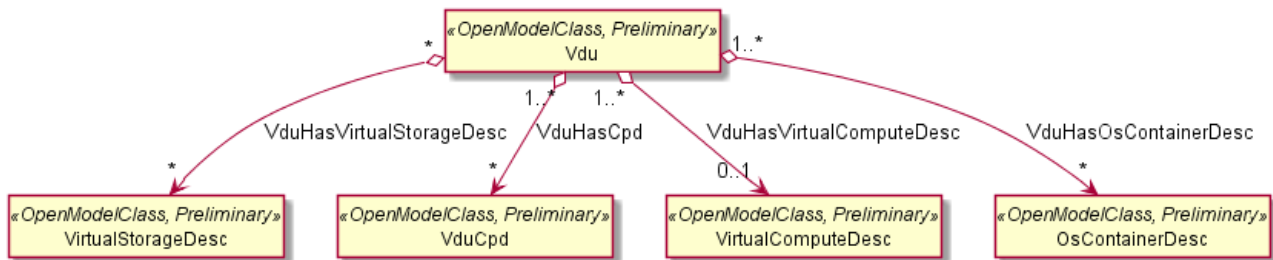 «OpenModelClass, Preliminary»
Vdu
*
1..*
1..*
1..*
VduHasVirtualStorageDesc
VduHasCpd
VduHasVirtualComputeDesc
VduHasOsContainerDesc
*
*
0..1
*
«OpenModelClass, Preliminary»
VirtualStorageDesc
«OpenModelClass, Preliminary»
VduCpd
«OpenModelClass, Preliminary»
VirtualComputeDesc
«OpenModelClass, Preliminary»
OsContainerDesc